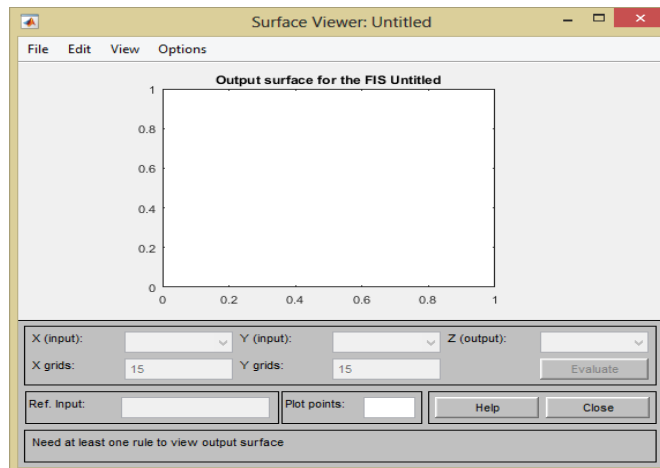 Surface Viewer: Untitled
File Edit View Options
Output surface for the FIS Untitled
1
0.8
0.6
0.4
0.2
0
0 0.2 0.4 0.6 0.8 1
X (input): Y (input): Z (output):
X grids: 15 Y grids: 15 Evaluate
Ref. Input: Plot points: Help Close
Need at least one rule to view output surface